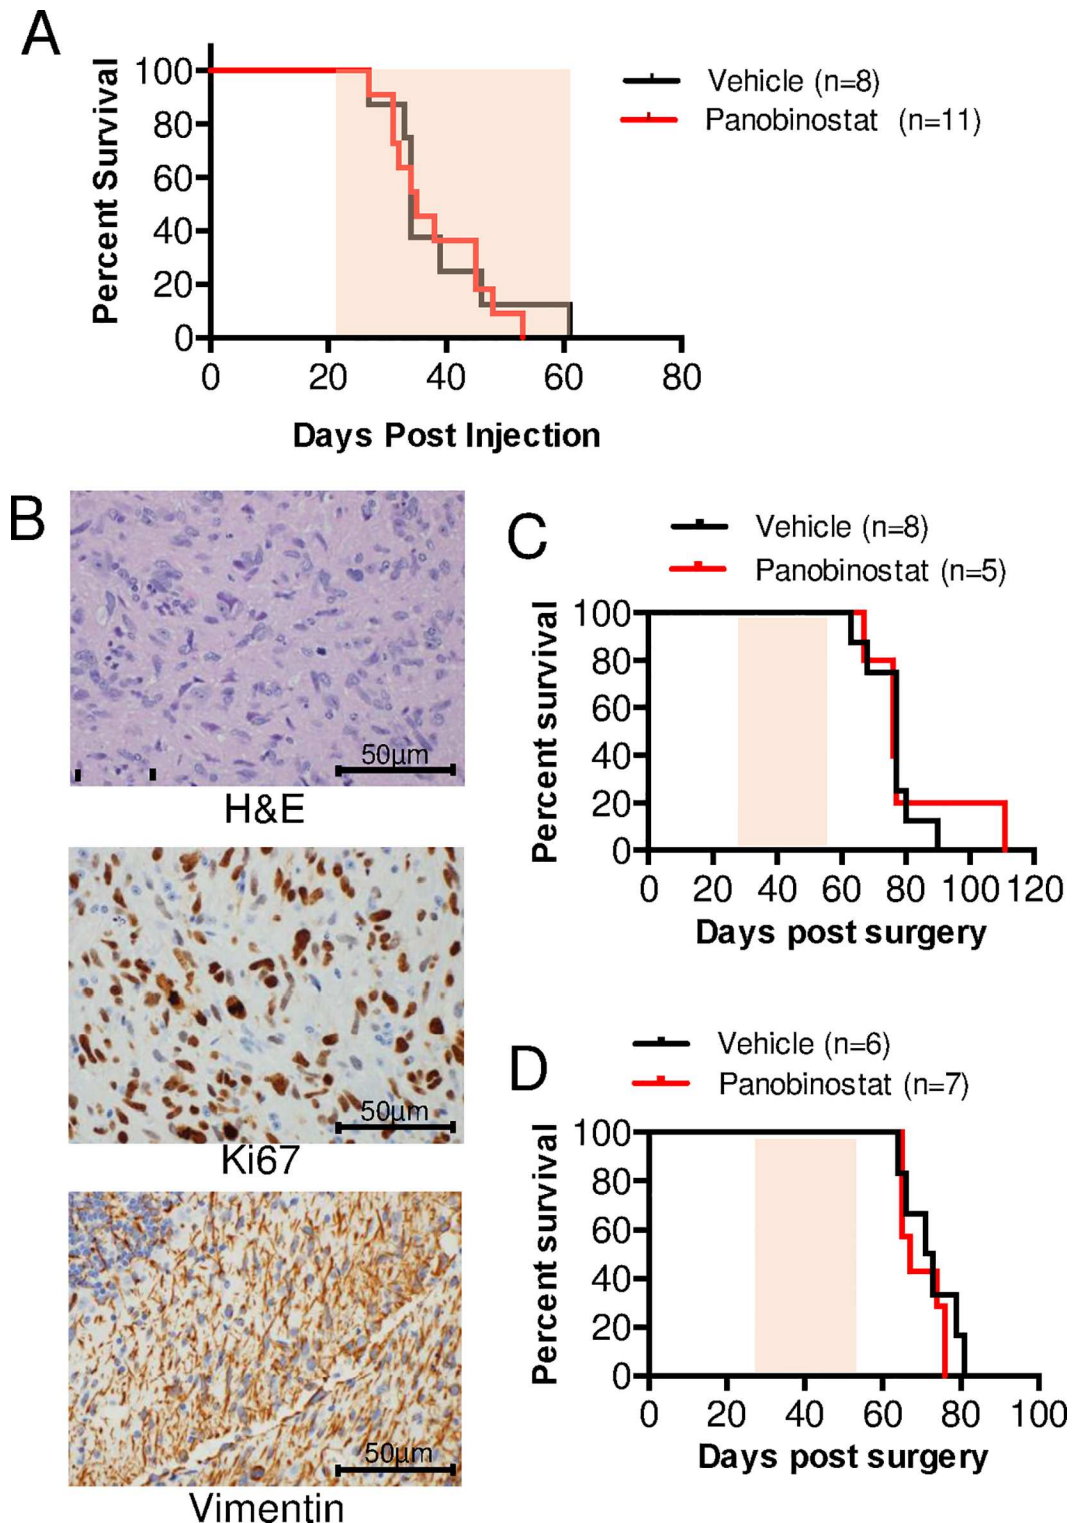 A
Percent Survival
100
80
60
40
20
0
0 20 40 60 80
Days Post Injection
Vehicle (n=8)
Panobinostat (n=11)
B
50µm
H&E
50µm
Ki67
50µm
Vimentin
C
Vehicle (n=8)
Panobinostat (n=5)
Percent survival
100
80
60
40
20
0
0 20 40 60 80 100 120
Days post surgery
D
Vehicle (n=6)
Panobinostat (n=7)
Percent survival
100
80
60
40
20
0
0 20 40 60 80 100
Days post surgery